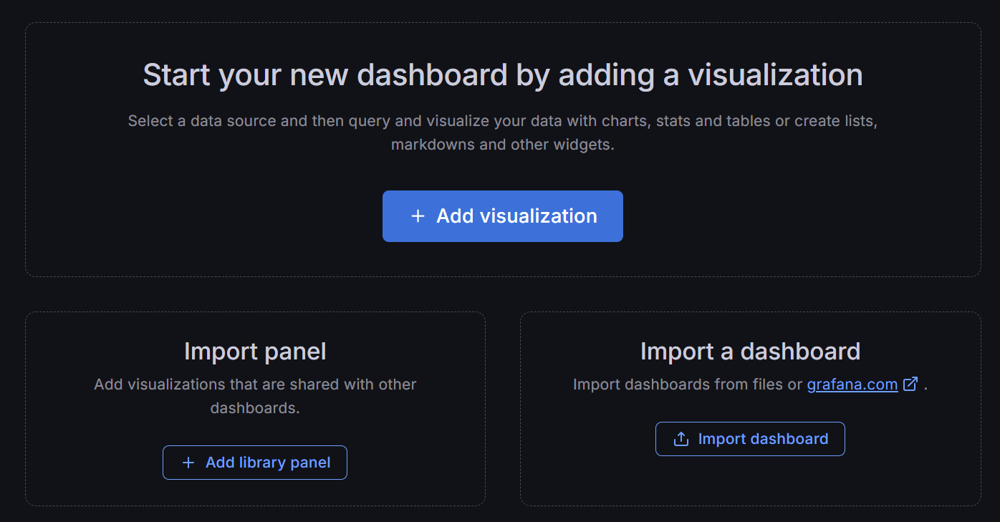 Start your new dashboard by adding a visualization
Select a data source and then query and visualize your data with charts, stats and tables or create lists,
markdowns and other widgets.
+ Add visualization
Import panel
Add visualizations that are shared with other
dashboards.
+ Add library panel
Import a dashboard
Import dashboards from files or grafana.com .
Import dashboard